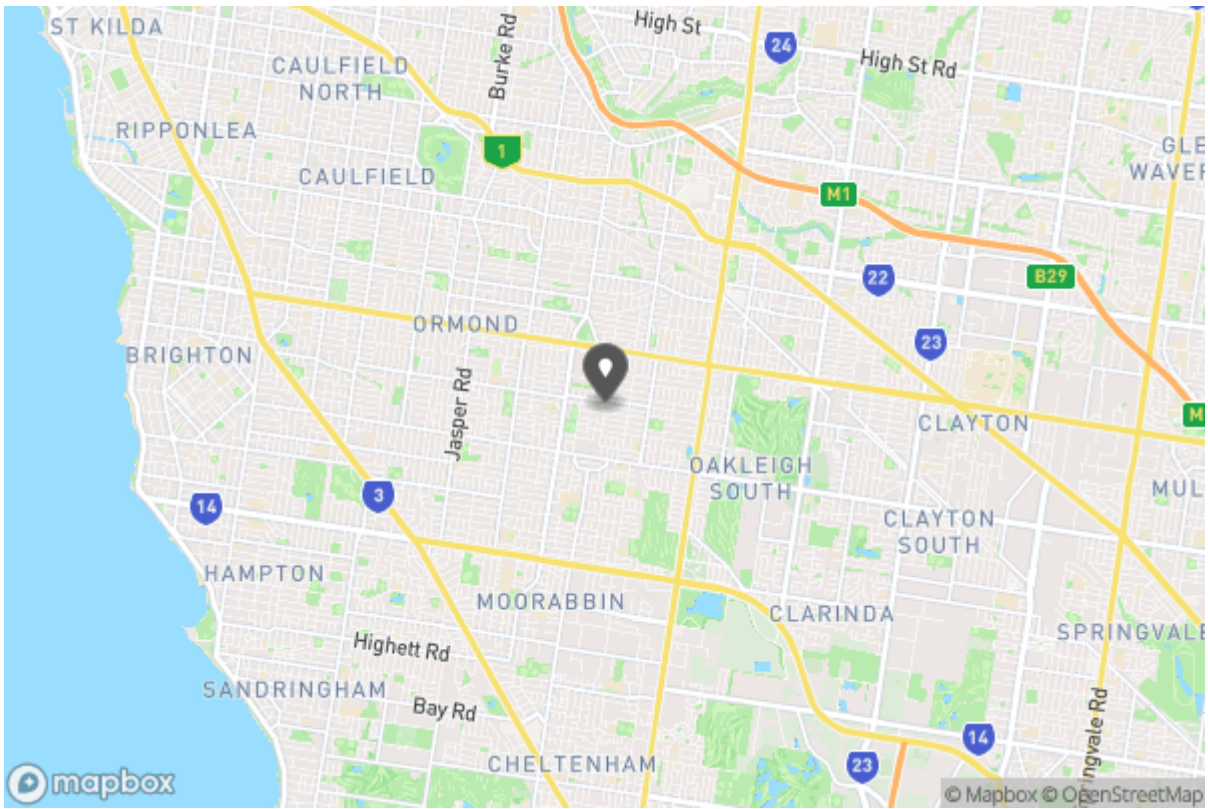 ST KILDA
High St
24
High St Rd
CAULFIELD
NORTH
Burke Rd
RIPPONLEA
1
GLE
WAVER
CAULFIELD
M1
B29
22
ORMOND
23
BRIGHTON
Jasper Rd
M
CLAYTON
OAKLEIGH
SOUTH
MUL
3
14
CLAYTON
SOUTH
HAMPTON
MOORABBIN
CLARINDA
Highett Rd
SPRINGVALE
SANDRINGHAM
Bay Rd
14
CHELTENHAM
23
Springvale Rd
mapbox
© Mapbox © OpenStreetMap